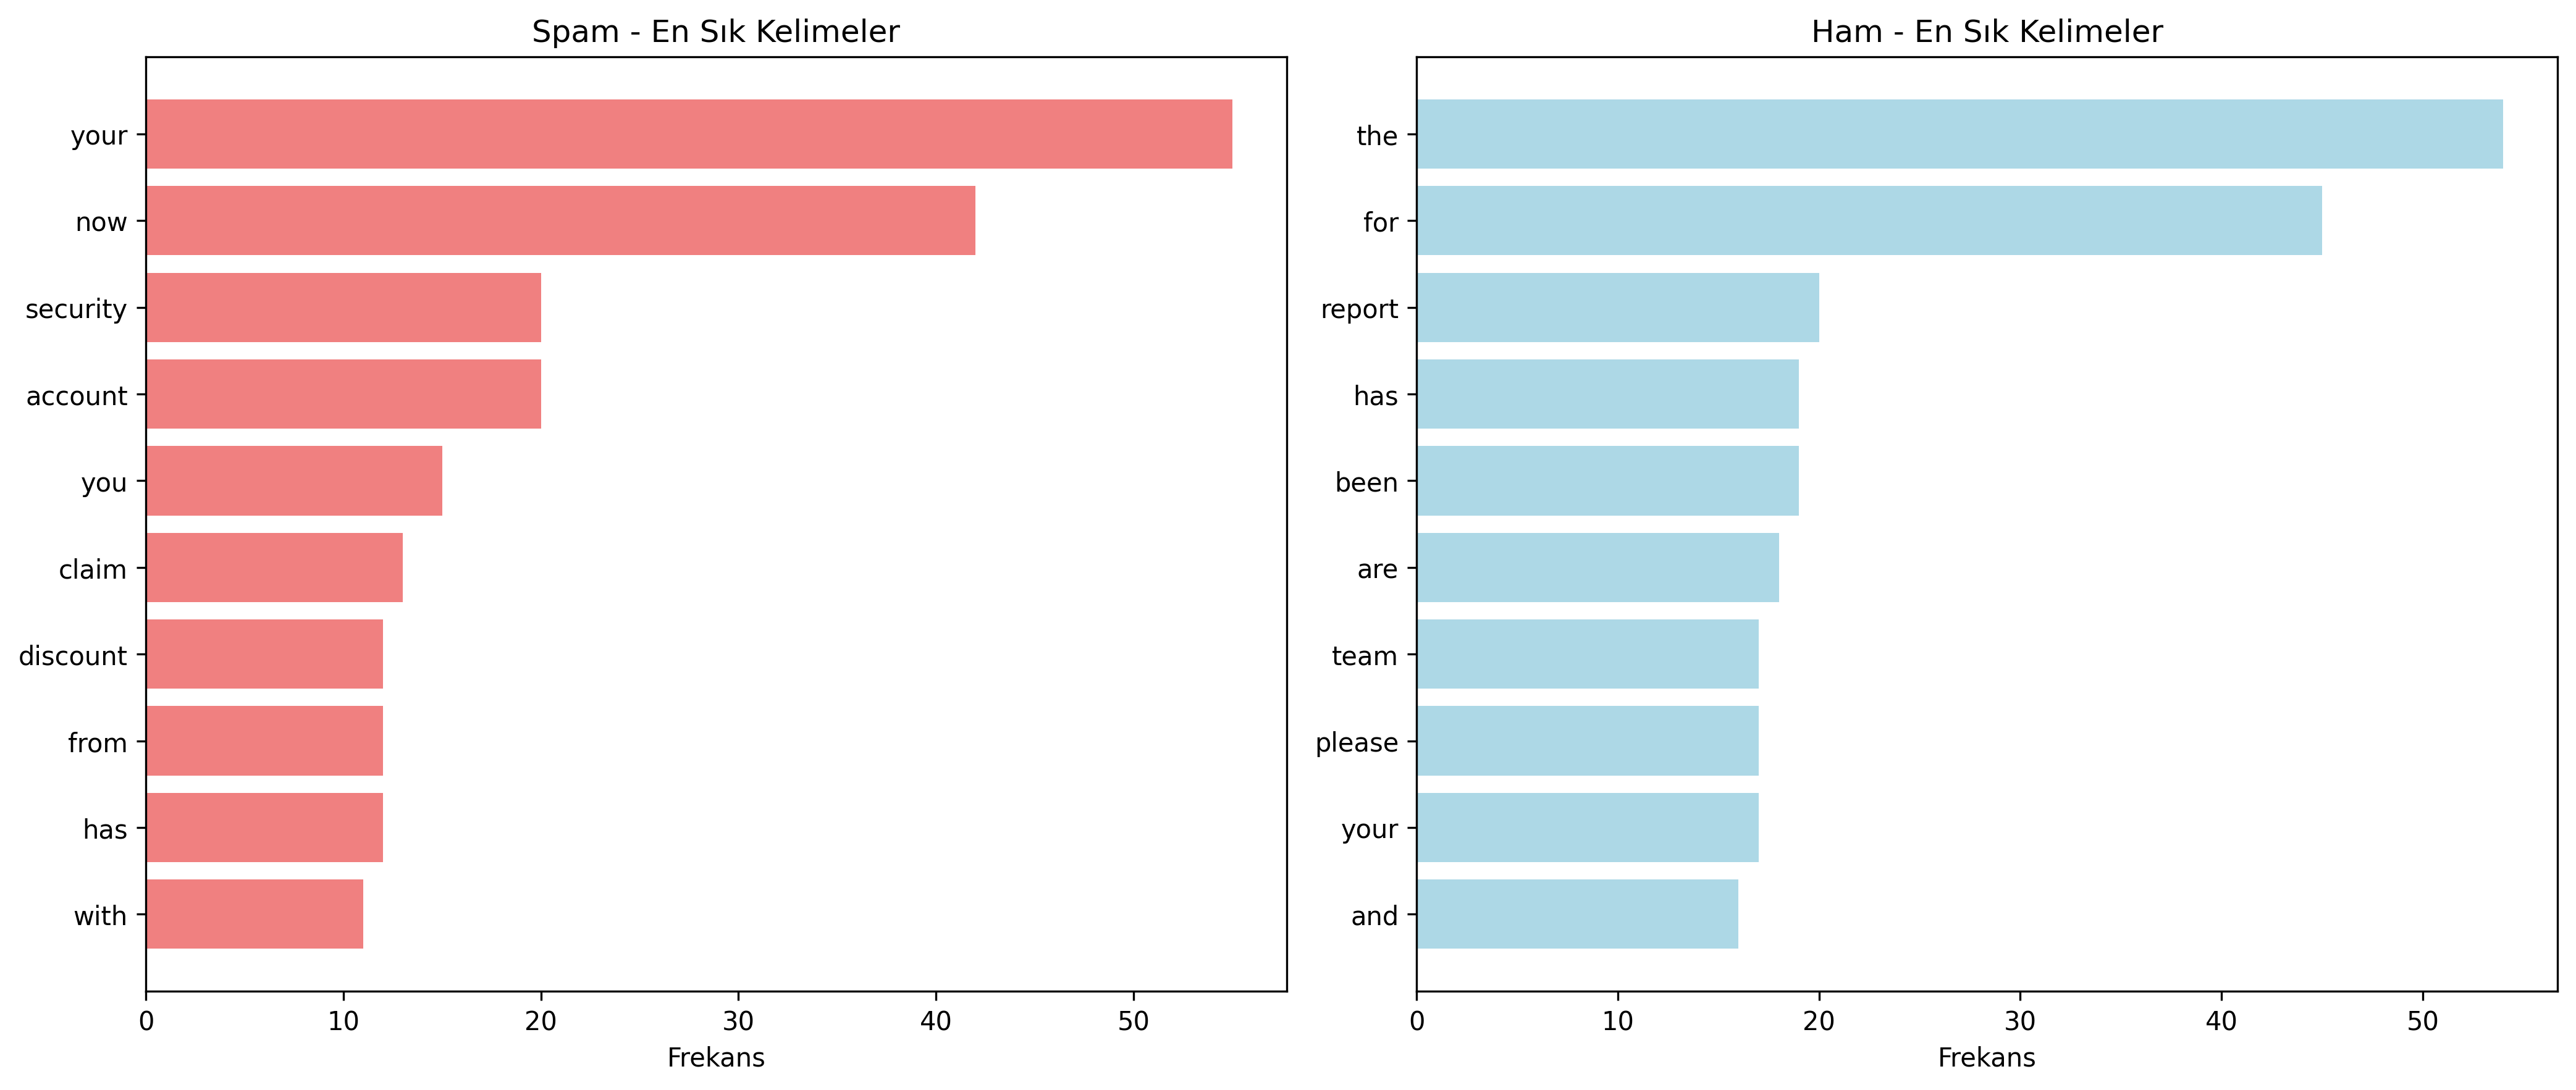 Spam - En Sık Kelimeler
your
now
security
account
you
claim
discount
from
has
with
0 10 20 30 40 50
Frekans
Ham - En Sık Kelimeler
the
for
report
has
been
are
team
please
your
and
0 10 20 30 40 50
Frekans